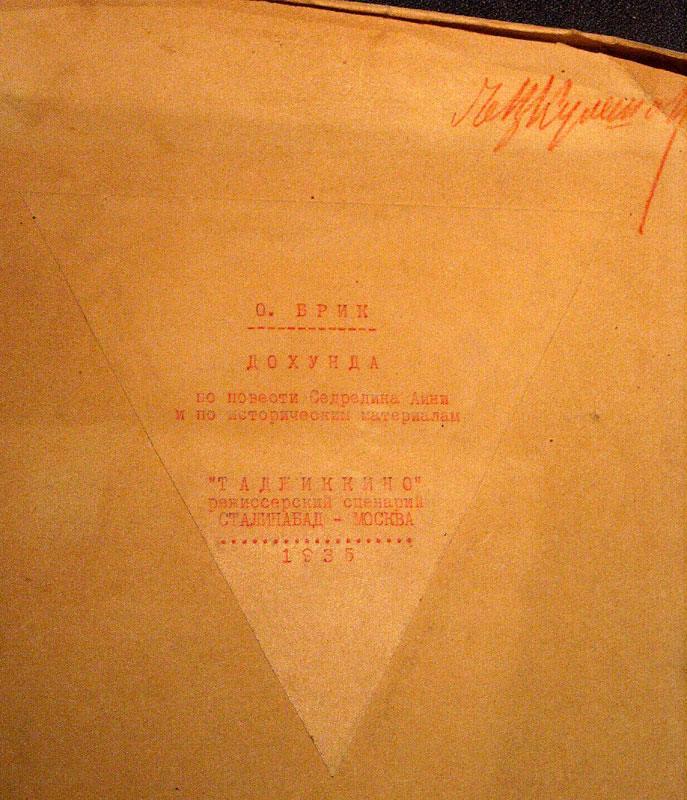 О. БРИК
ДОХУНДА
по повести Седредина Айни
и по историческим материалам
"ТАДЖИККИНО"
режиссерский сценарий
СТАЛИНАБАД - МОСКВА
1935